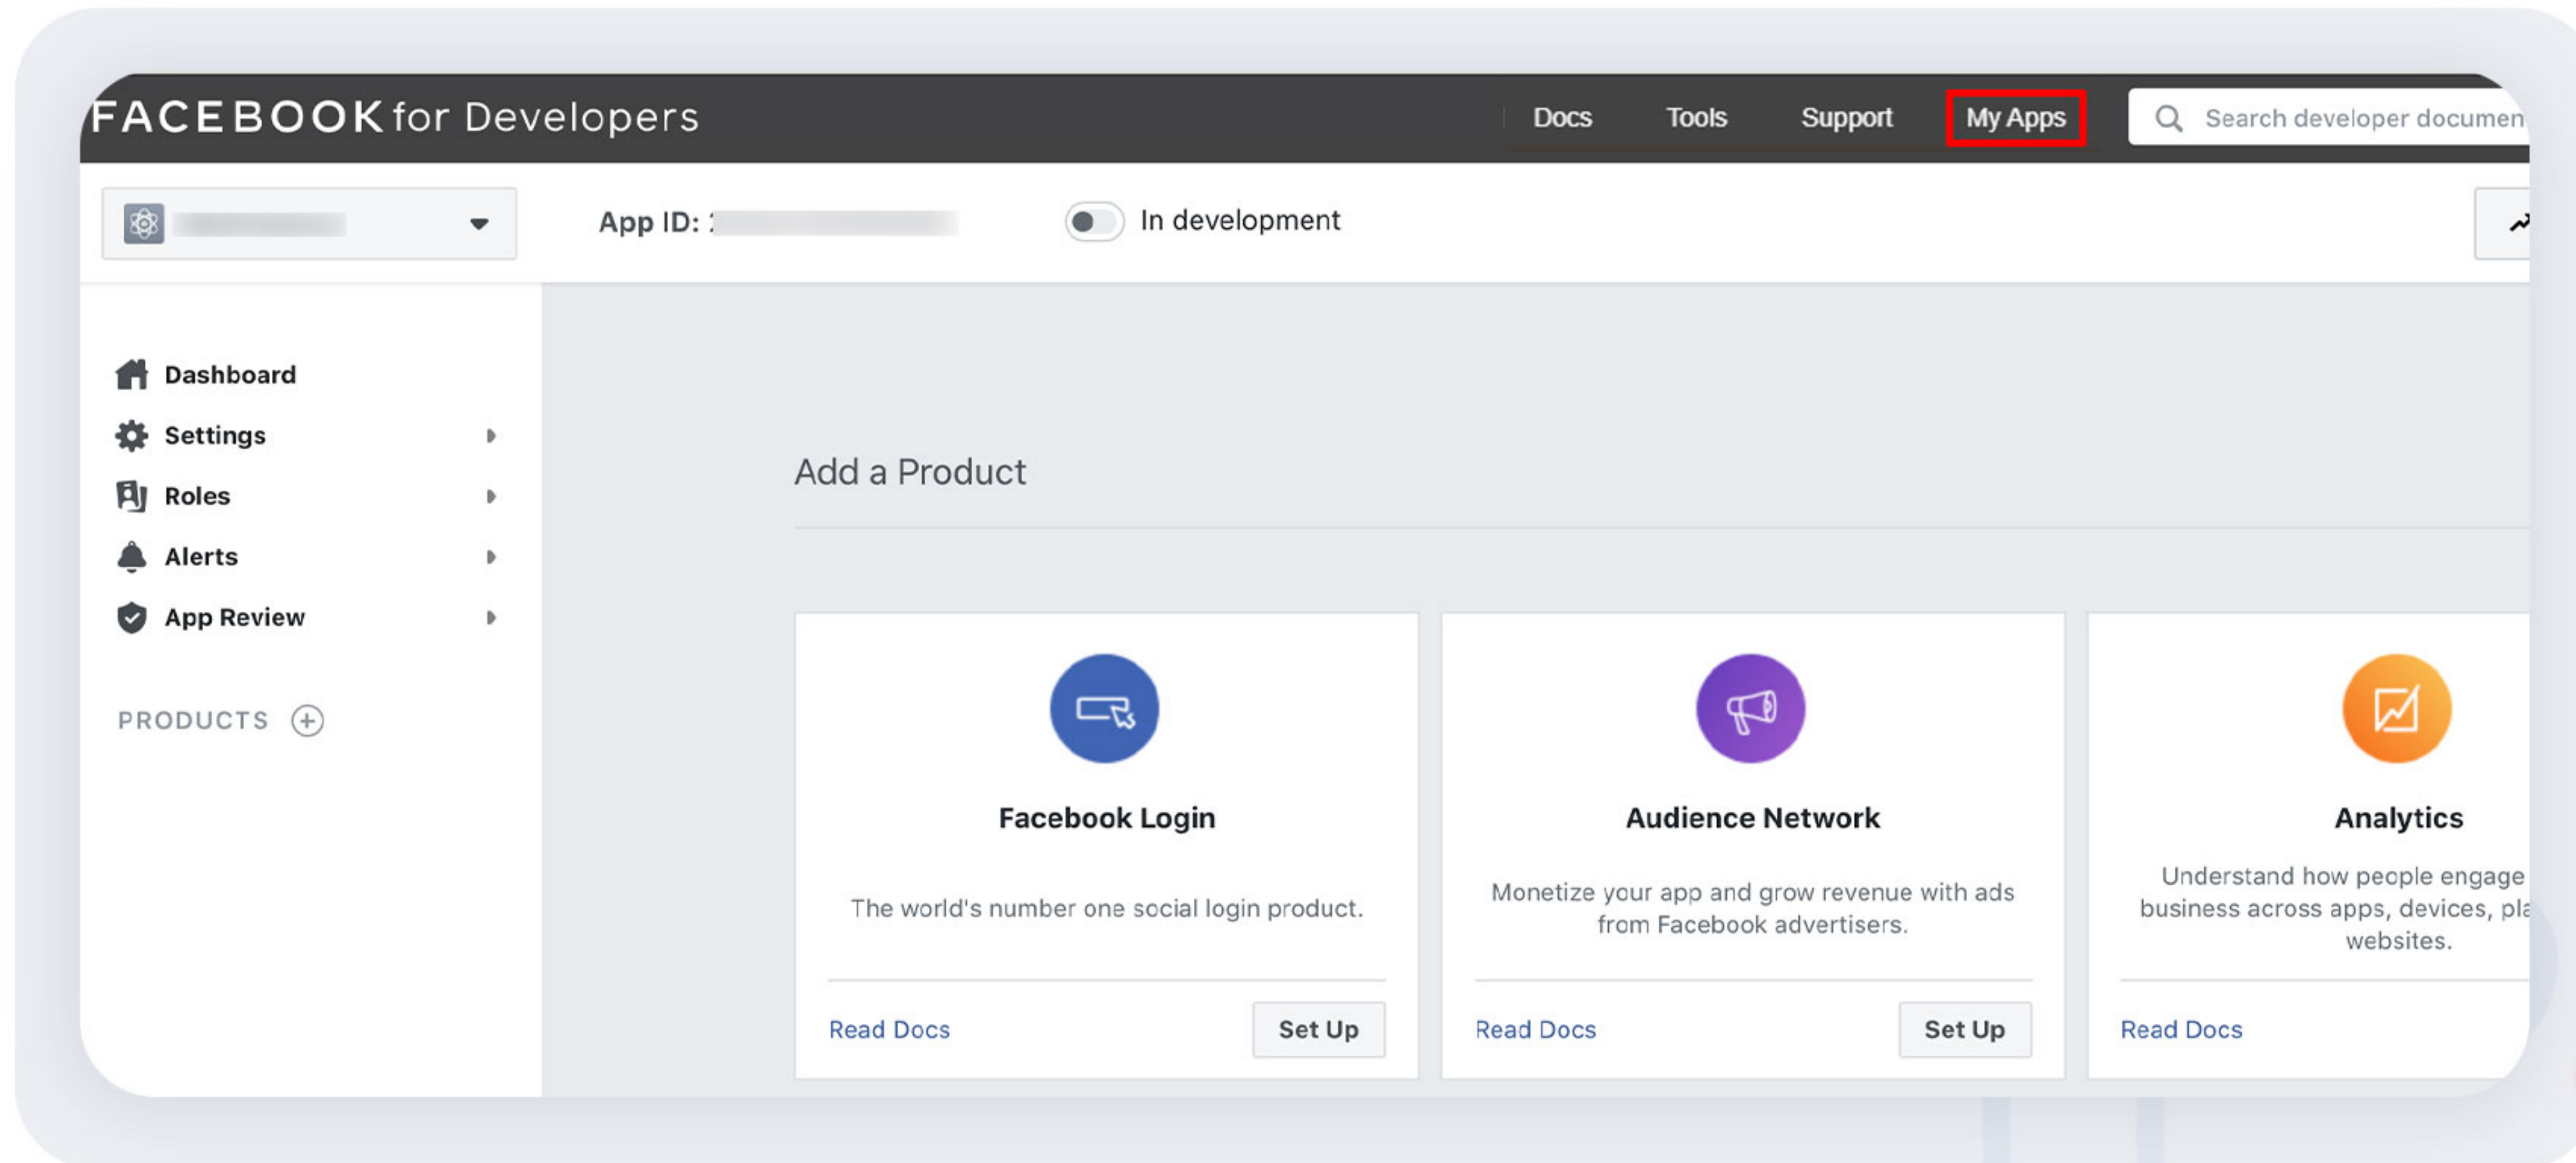 FACEBOOK for Developers
Docs Tools Support My Apps Search developer documen
App ID: In development
Dashboard
Settings
Roles
Alerts
App Review
PRODUCTS
Add a Product
Facebook Login
The world's number one social login product.
Read Docs Set Up
Audience Network
Monetize your app and grow revenue with ads
from Facebook advertisers.
Read Docs Set Up
Analytics
Understand how people engage
business across apps, devices, pla
websites.
Read Docs